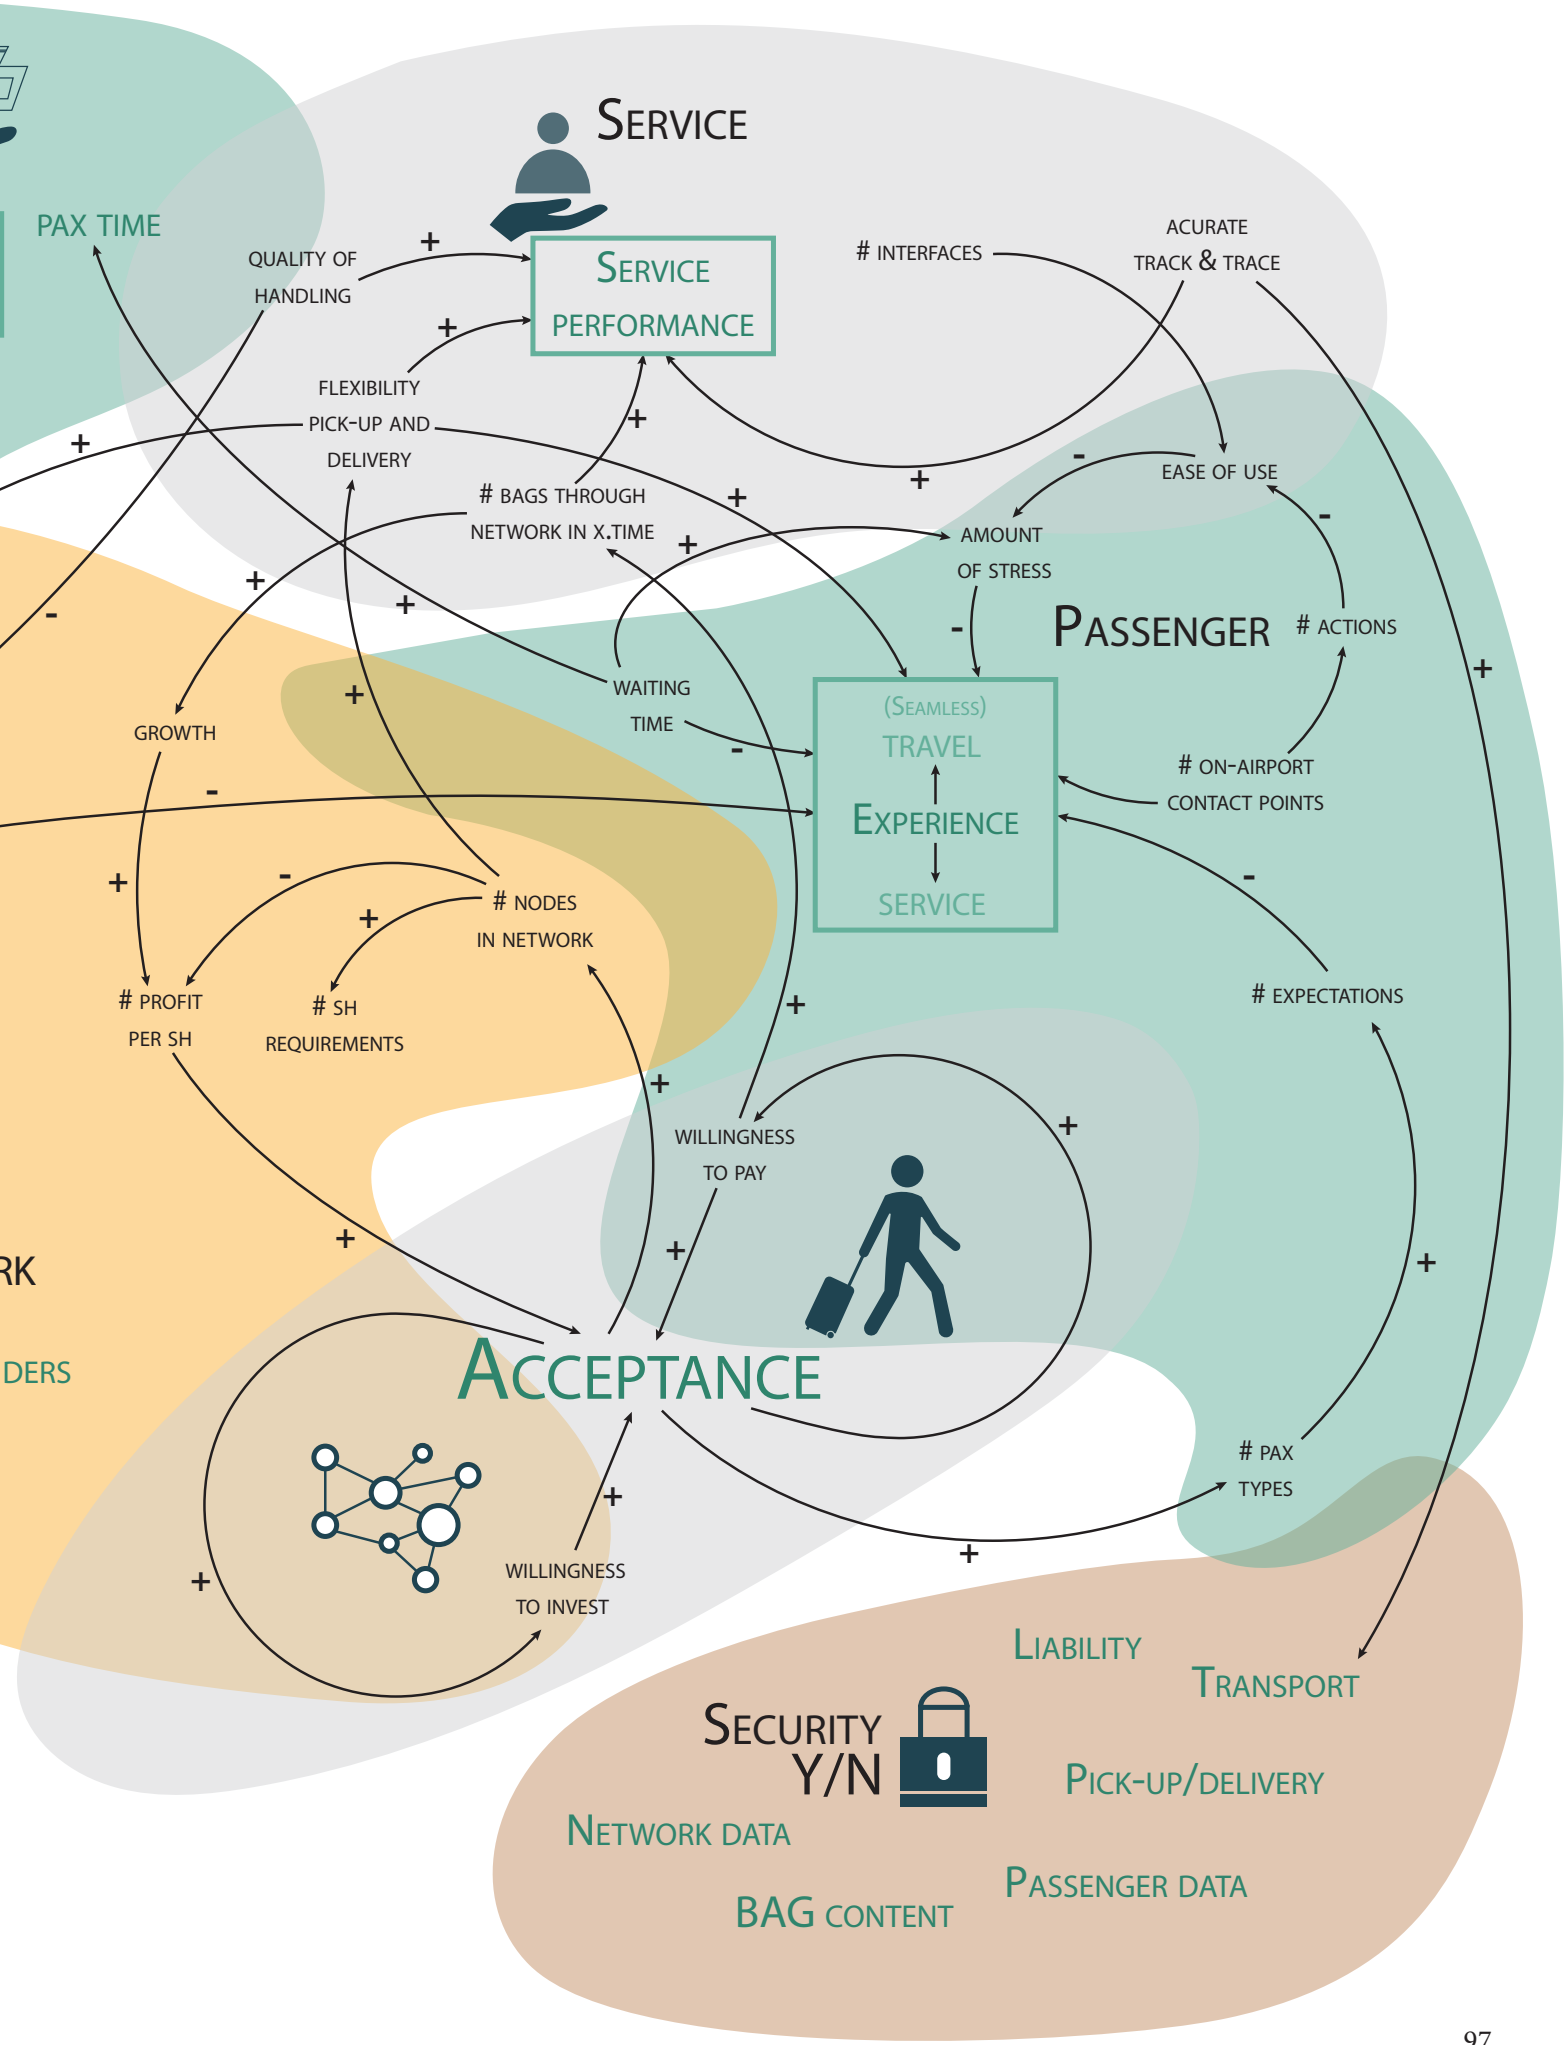 SERVICE
PAX TIME
QUALITY OF
HANDLING
+
SERVICE
PERFORMANCE
# INTERFACES
ACURATE
TRACK & TRACE
+
FLEXIBILITY
PICK-UP AND
DELIVERY
+
+
-
EASE OF USE
+
# BAGS THROUGH
NETWORK IN X.TIME
+
-
AMOUNT
OF STRESS
+
+
+
-
-
PASSENGER
# ACTIONS
+
+
WAITING
TIME
-
GROWTH
(SEAMLESS)
TRAVEL
EXPERIENCE
SERVICE
# ON-AIRPORT
CONTACT POINTS
-
+
-
+
# NODES
IN NETWORK
-
# PROFIT
PER SH
# SH
REQUIREMENTS
+
# EXPECTATIONS
+
WILLINGNESS
TO PAY
+
+
+
+
RK
DERS
ACCEPTANCE
# PAX
TYPES
+
+
+
WILLINGNESS
TO INVEST
LIABILITY
TRANSPORT
SECURITY
Y/N
PICK-UP/DELIVERY
NETWORK DATA
PASSENGER DATA
BAG CONTENT
97